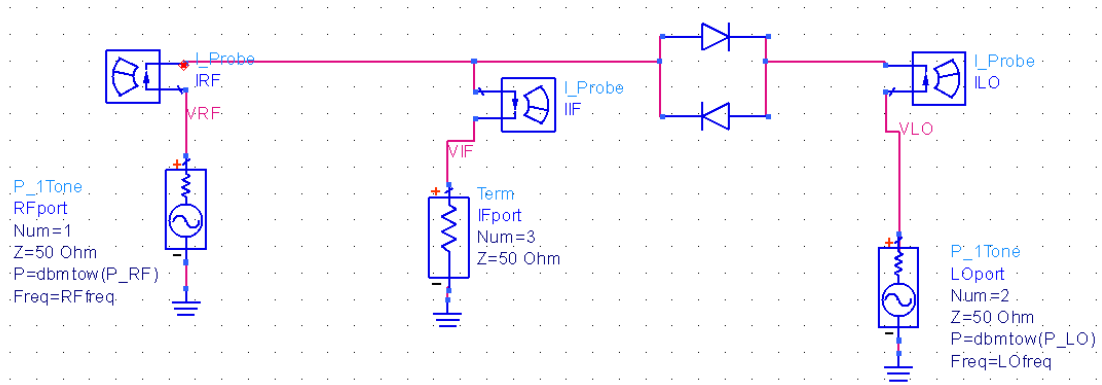 I_Probe
IRF
VRF
+
P_1Tone
RFport
Num=1
Z=50 Ohm
P=dbmtow(P_RF)
Freq=RFfreq
-
I_Probe
IIF
VIF
+
Term
IFport
Num=3
Z=50 Ohm
-
I_Probe
ILO
VLO
+
P_1Tone
LOport
Num=2
Z=50 Ohm
P=dbmtow(P_LO)
Freq=LOfreq
-